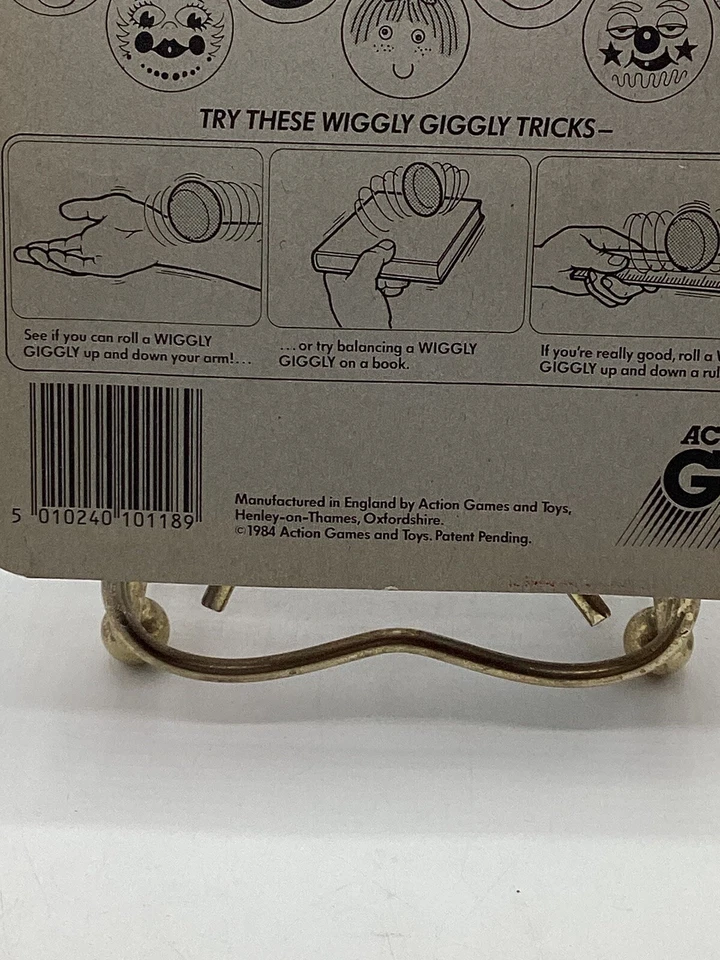 TRY THESE WIGGLY GIGGLY TRICKS–
See if you can roll a WIGGLY
GIGGLY up and down your arm!...
...or try balancing a WIGGLY
GIGGLY on a book.
If you're really good, roll a
GIGGLY up and down a
5 010240 101189
Manufactured in England by Action Games and Toys,
Henley-on-Thames, Oxfordshire.
©1984 Action Games and Toys. Patent Pending.